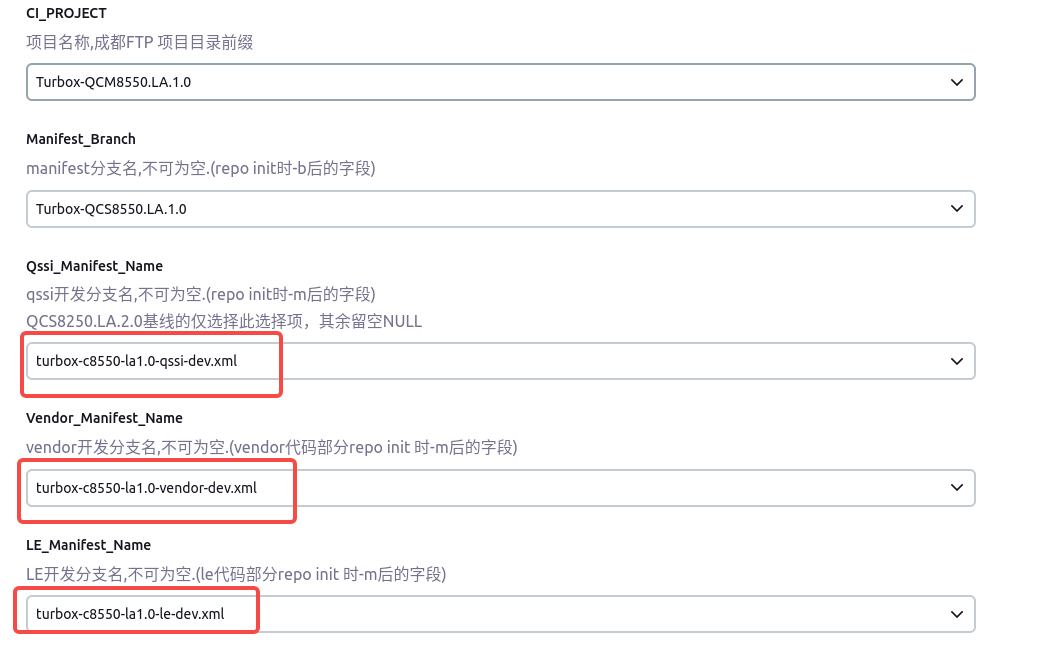 CI_PROJECT
项目名称,成都FTP 项目目录前缀
Turbox-QCM8550.LA.1.0
Manifest_Branch
manifest分支名,不可为空.(repo init时-b后的字段)
Turbox-QCS8550.LA.1.0
Qssi_Manifest_Name
qssi开发分支名,不可为空.(repo init时-m后的字段)
QCS8250.LA.2.0基线的仅选择此选择项，其余留空NULL
turbox-c8550-la1.0-qssi-dev.xml
Vendor_Manifest_Name
vendor开发分支名,不可为空.(vendor代码部分repo init 时-m后的字段)
turbox-c8550-la1.0-vendor-dev.xml
LE_Manifest_Name
LE开发分支名,不可为空.(le代码部分repo init 时-m后的字段)
turbox-c8550-la1.0-le-dev.xml